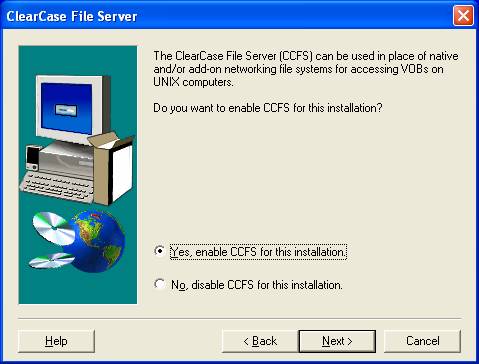 ClearCase File Server
The ClearCase File Server (CCFS) can be used in place of native
and/or add-on networking file systems for accessing VOBs on
UNIX computers.
Do you want to enable CCFS for this installation?
Yes, enable CCFS for this installation.
No, disable CCFS for this installation.
Help
< Back
Next >
Cancel